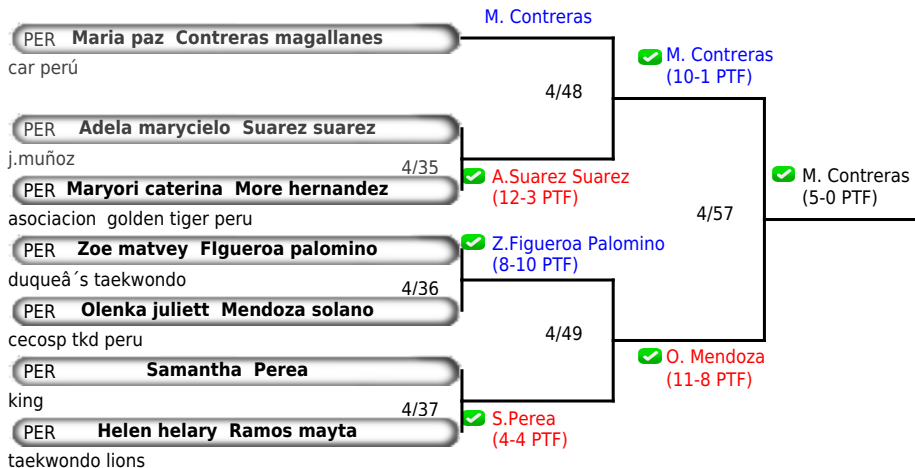 M. Contreras
PER Maria paz Contreras magallanes
car perú
M. Contreras
(10-1 PTF)
4/48
PER Adela marycielo Suarez suarez
j.muñoz
4/35
A.Suarez Suarez
(12-3 PTF)
PER Maryori caterina More hernandez
asociacion golden tiger peru
M. Contreras
(5-0 PTF)
4/57
PER Zoe matvey FIgueroa palomino
duqueâ´s taekwondo
Z.Figueroa Palomino
(8-10 PTF)
4/36
PER Olenka juliett Mendoza solano
cecosp tkd peru
4/49
O. Mendoza
(11-8 PTF)
PER Samantha Perea
king
4/37
S.Perea
(4-4 PTF)
PER Helen helary Ramos mayta
taekwondo lions